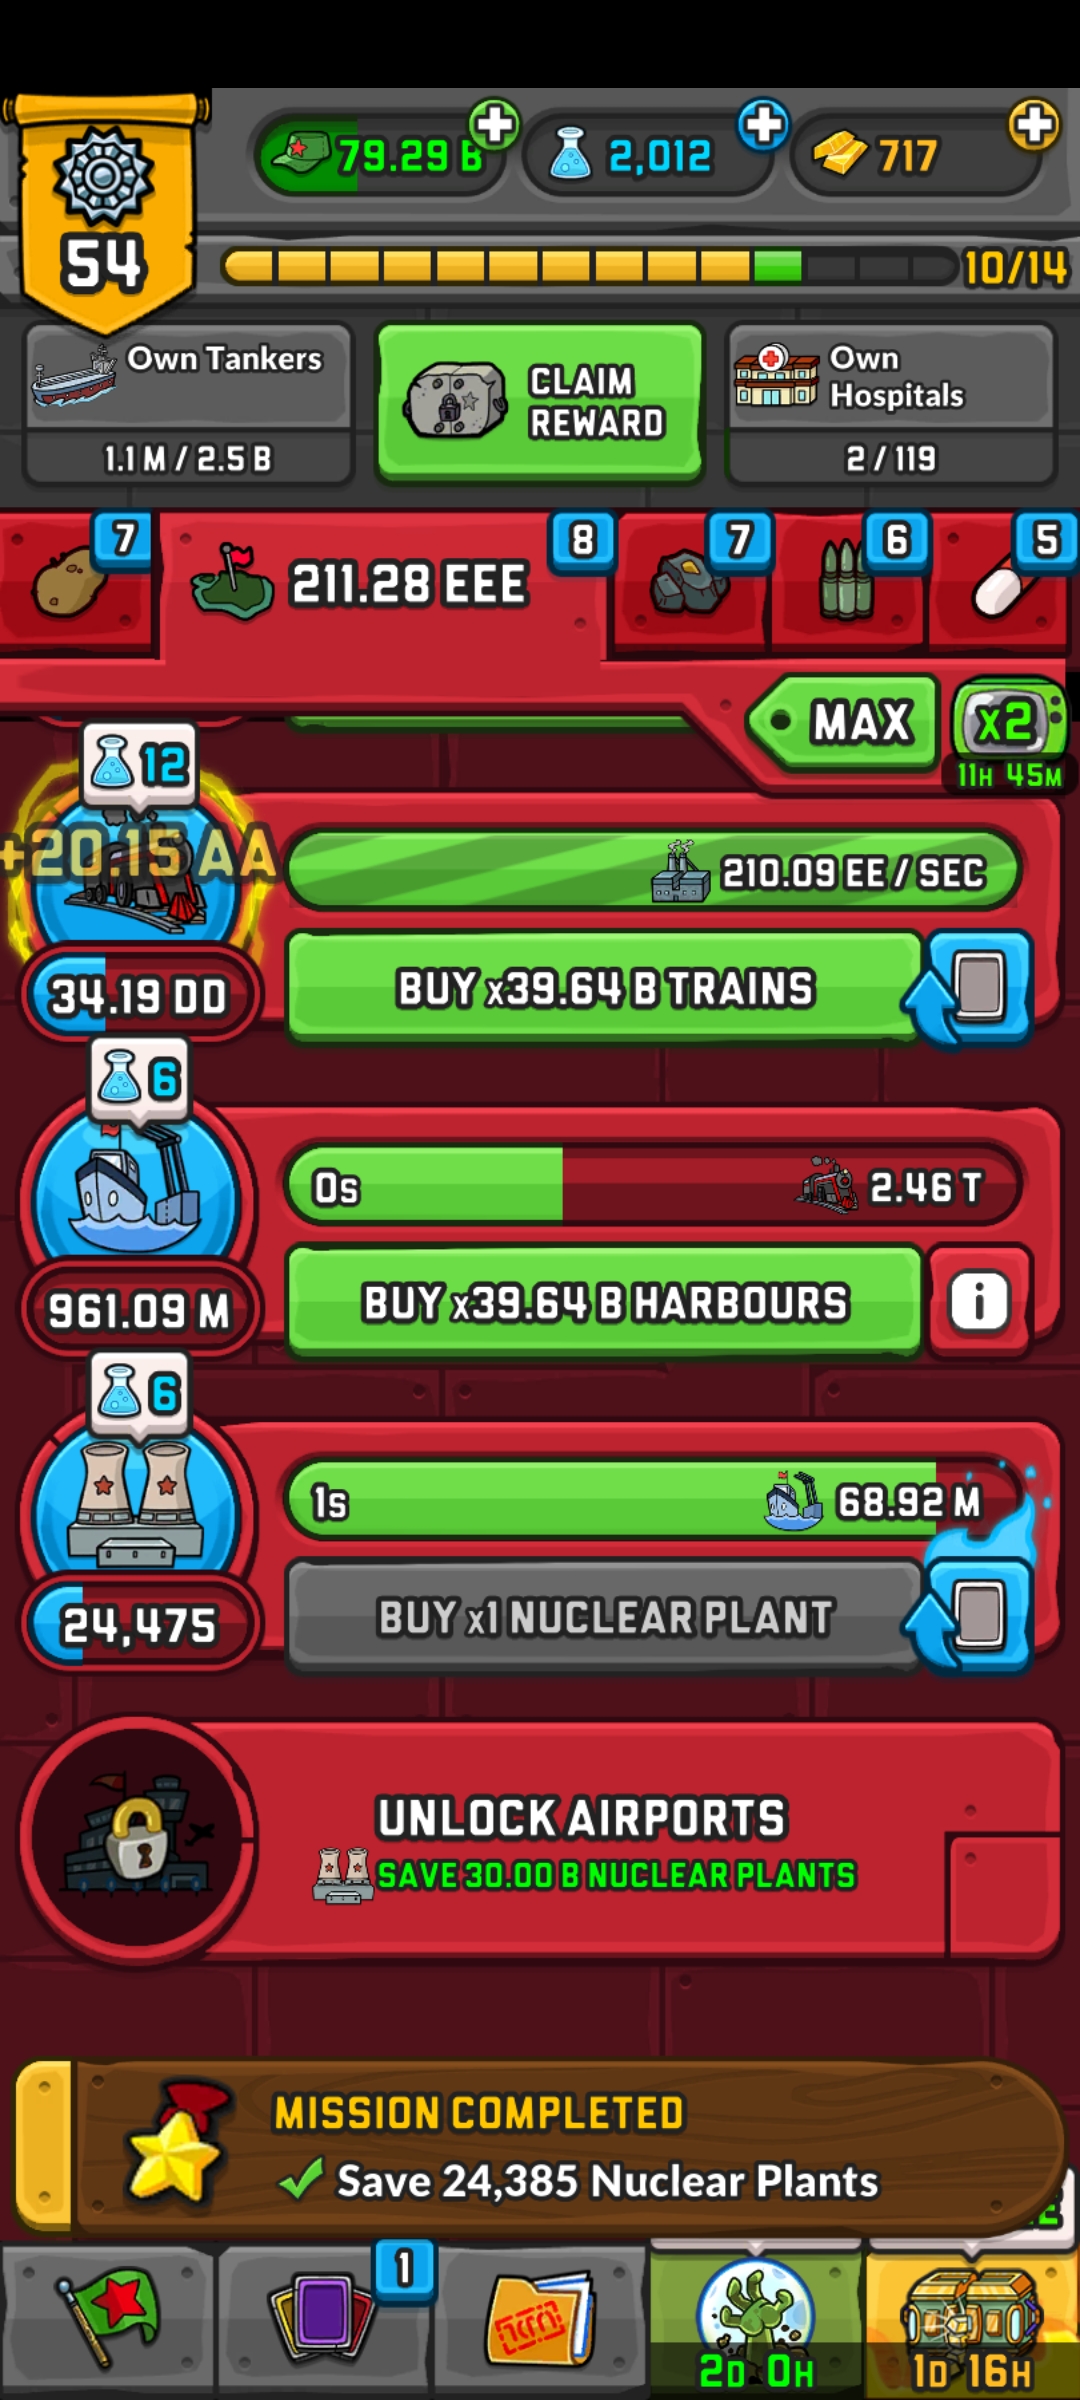 79.29 B
2,012
717
54
10/14
Own Tankers
1.1 M / 2.5 B
CLAIM
REWARD
Own
Hospitals
2 / 119
7
211.28 EEE
8
7
6
5
MAX
x2
11H 45M
12
+20.15 AA
210.09 EE / SEC
34.19 DD
BUY x39.64 B TRAINS
6
0s
2.46 T
961.09 M
BUY x39.64 B HARBOURS
i
6
1s
68.92 M
24,475
BUY x1 NUCLEAR PLANT
UNLOCK AIRPORTS
SAVE 30.00 B NUCLEAR PLANTS
MISSION COMPLETED
Save 24,385 Nuclear Plants
1
2D 0H
1D 16H